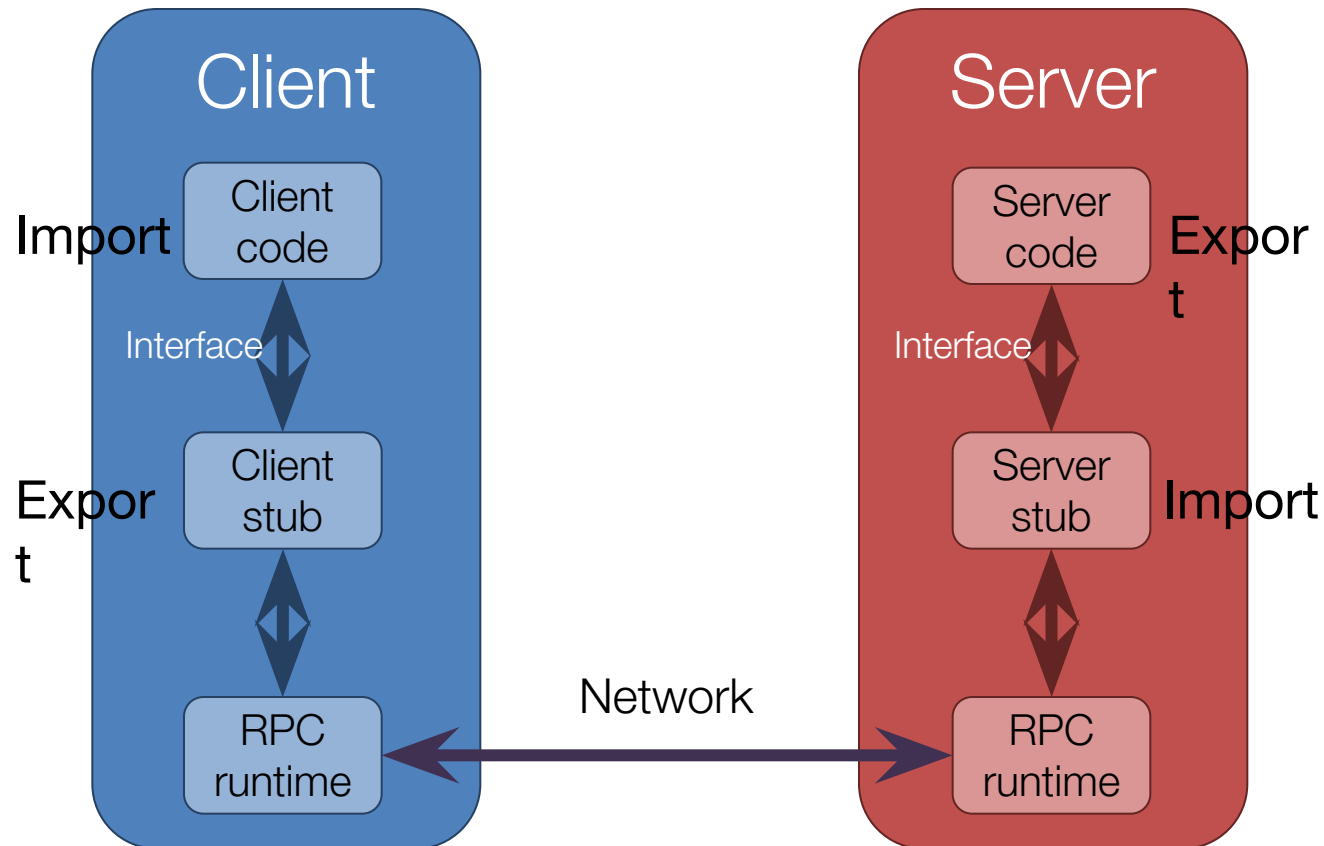 Client
Client
code
Import
Interface
Client
stub
Expor
t
RPC
runtime
Network
Server
Server
code
Expor
t
Interface
Server
stub
Import
RPC
runtime